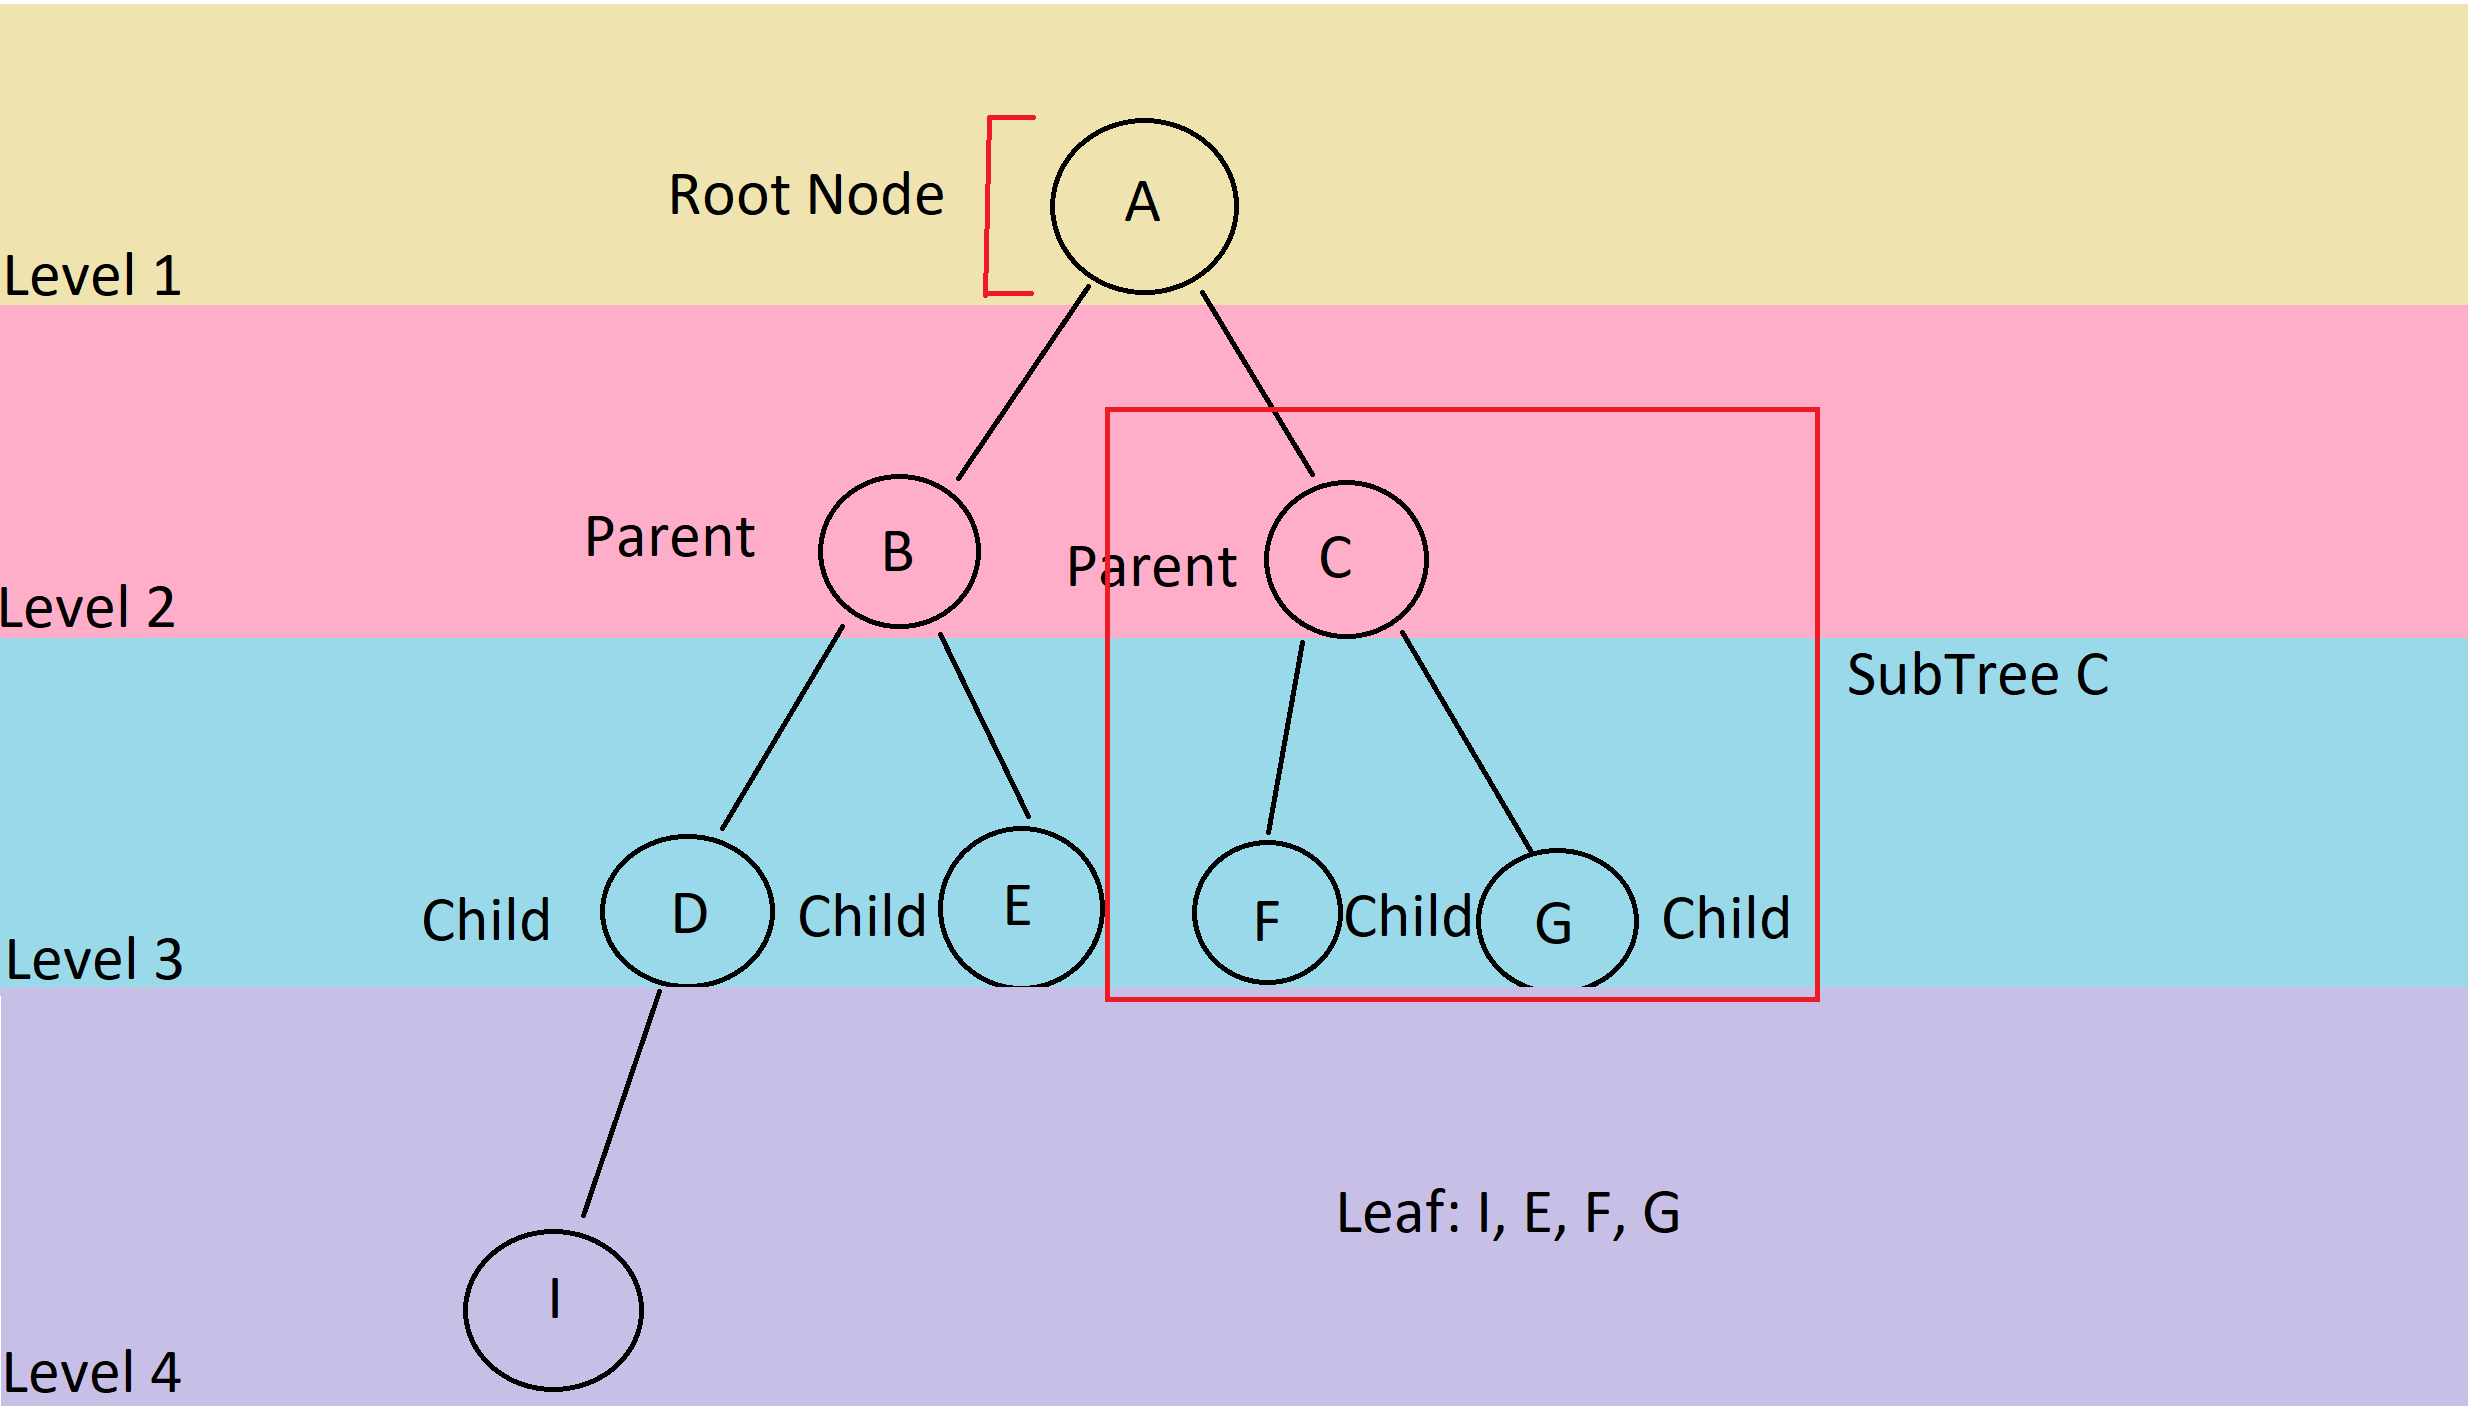 Root Node
A
Level 1
Parent
B
Parent
C
Level 2
SubTree C
Child
D
Child
E
F
Child
G
Child
Level 3
Leaf: I, E, F, G
I
Level 4